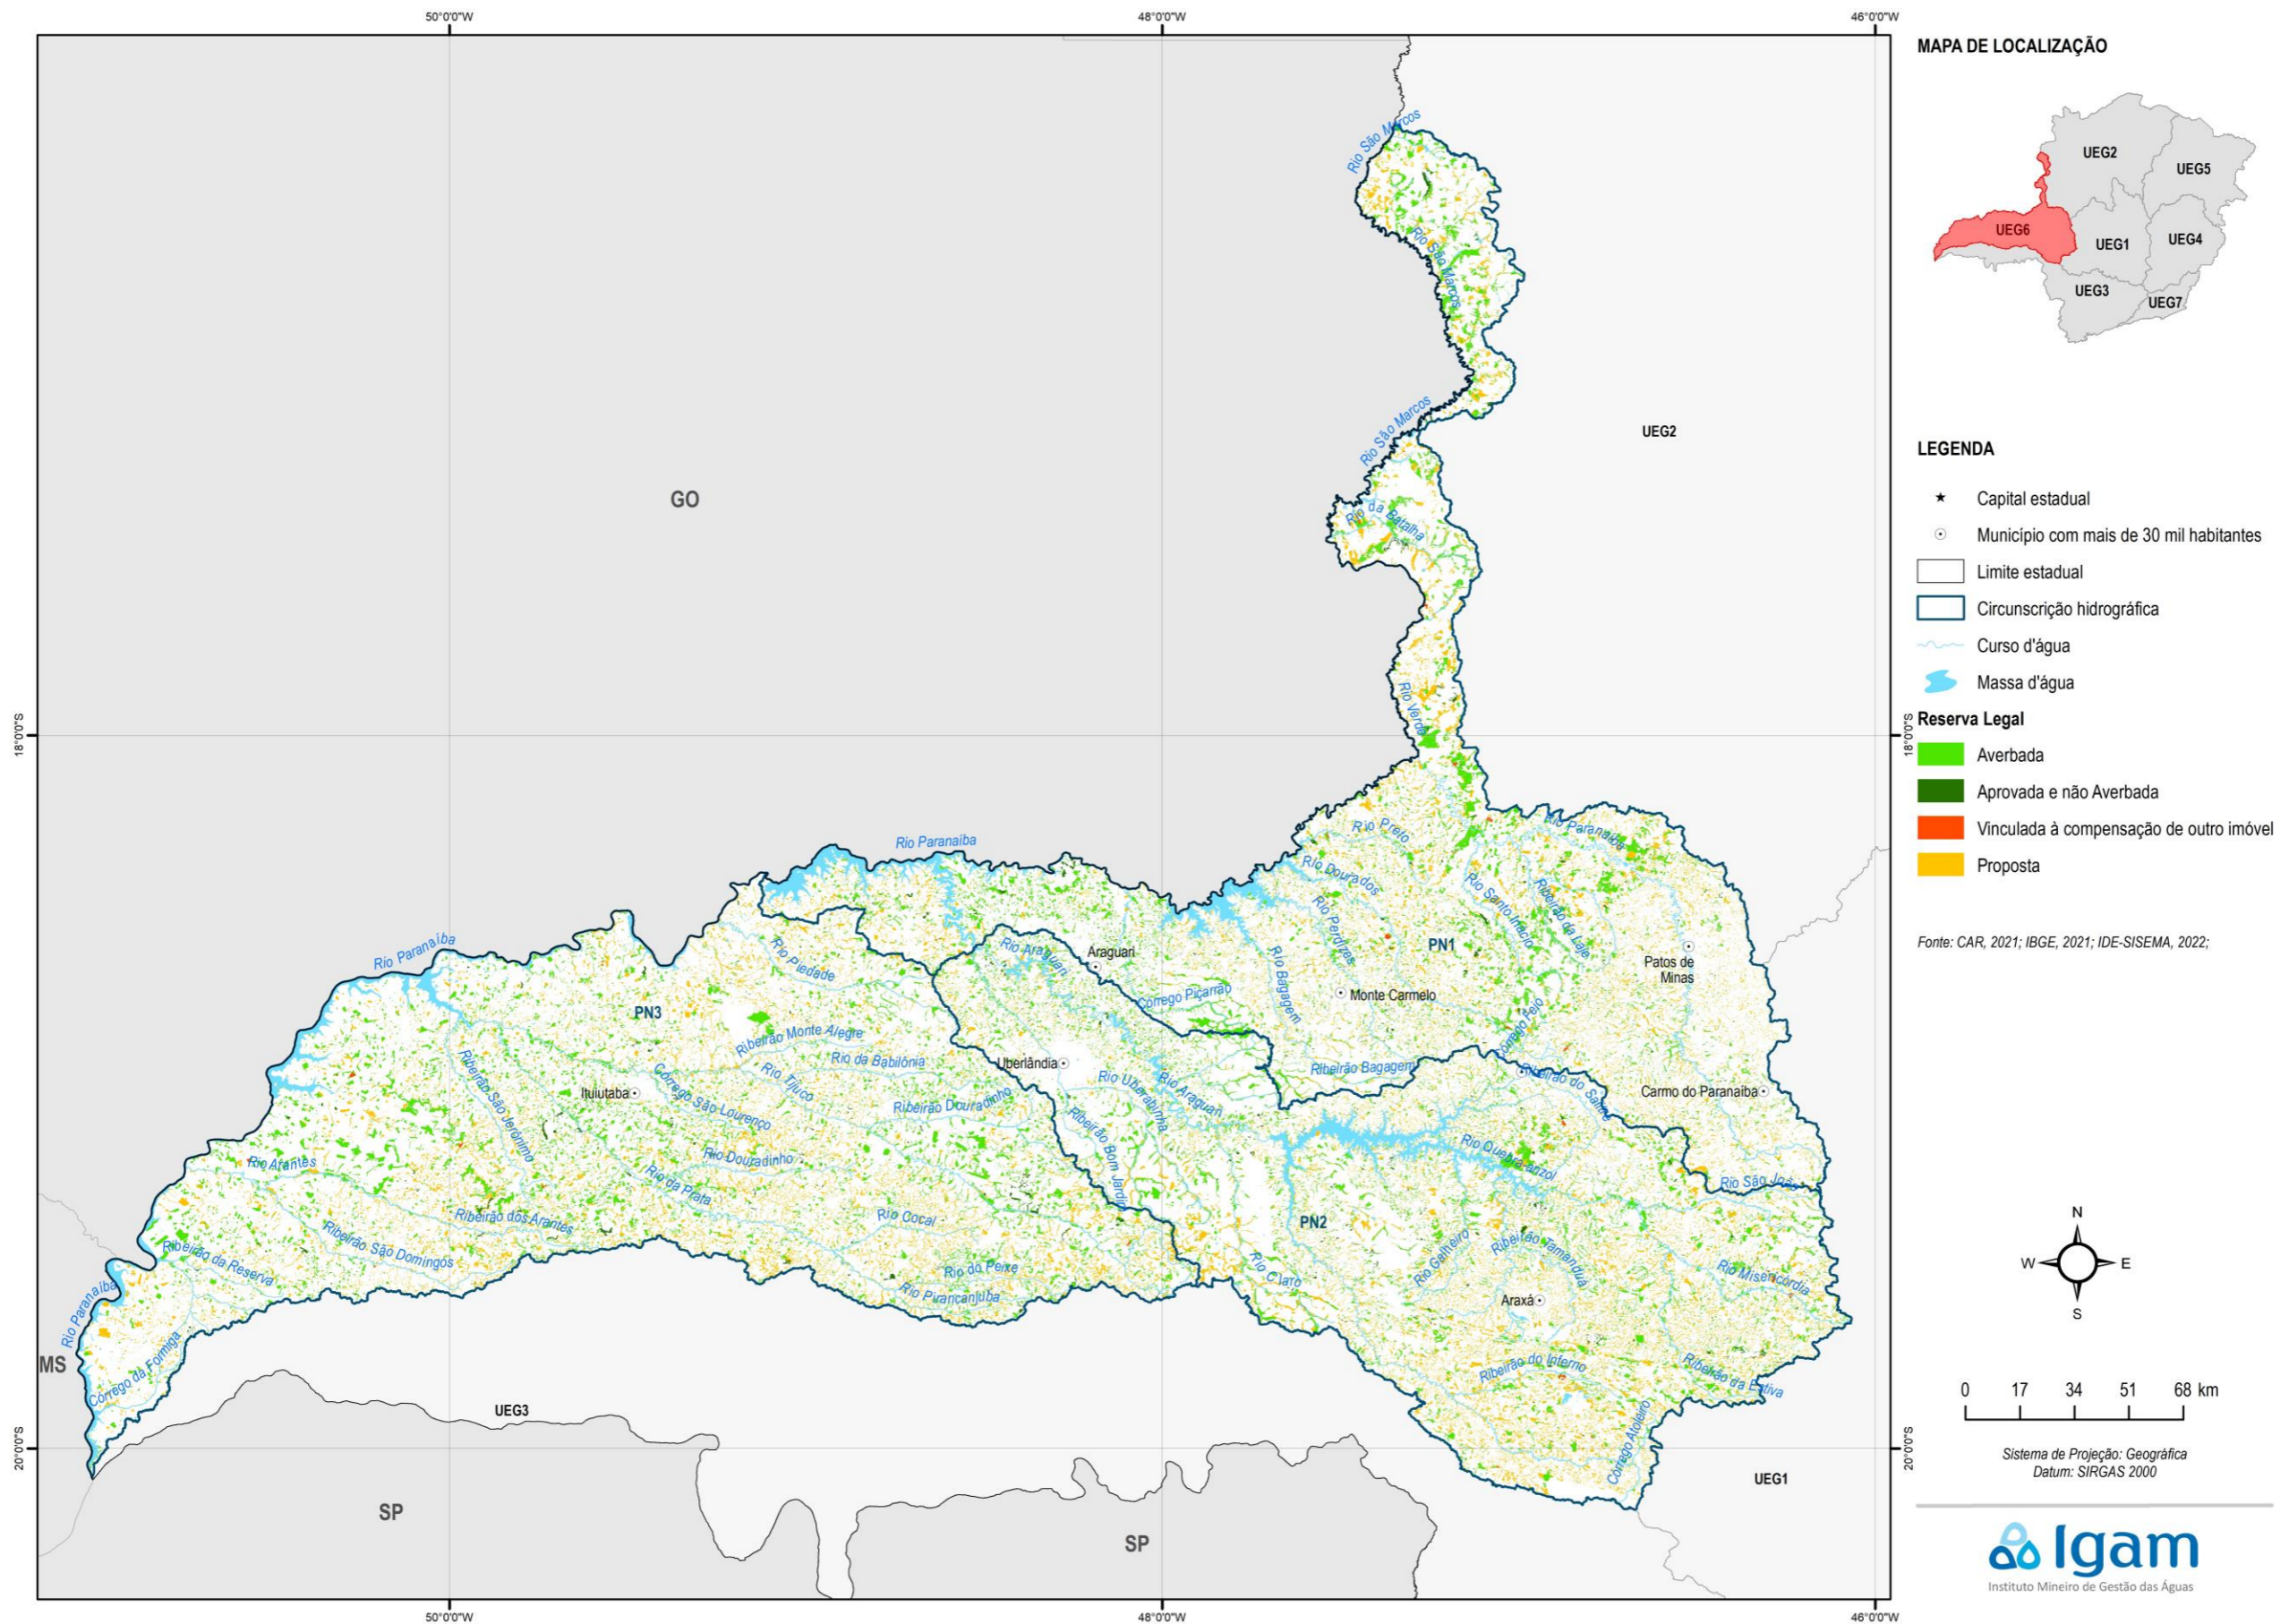 50°0'0"W
48°0'0"W
46°0'0"W
18°0'0"S
18°0'0"S
20°0'0"S
20°0'0"S
50°0'0"W
48°0'0"W
46°0'0"W
Rio São Marcos
Rio São Marcos
Rio São Marcos
UEG2
GO
Rio da Batalha
Rio Verde
Rio Paranaíba
Rio Paranaíba
Rio Preto
Rio Dourados
Rio Santo Inácio
Ribeirão da Laje
Rio Perdizes
PN1
Patos de
Minas
Rio Paranaíba
Rio Piedade
Rio Araguari
Araguari
Córrego Piçarrão
Rio Bagagem
Monte Carmelo
PN3
Córrego Feio
Ribeirão Monte Alegre
Rio da Babilônia
Uberlândia
Ribeirão Bagagem
Ribeirão do Salitre
Carmo do Paranaíba
Ribeirão São Jerônimo
Ituiutaba
Córrego São Lourenço
Rio Tijuco
Ribeirão Douradinho
Rio Uberabinha
Rio Araguari
Ribeirão Bom Jardim
Rio Quebra-anzol
Rio Arantes
Rio Douradinho
Rio da Prata
Rio São João
Ribeirão dos Arantes
Rio Cocal
PN2
Ribeirão da Reserva
Ribeirão São Domingos
Rio do Peixe
Rio Pirancanjuba
Rio Claro
Rio Galheiro
Ribeirão Tamanduá
Rio Misericórdia
Araxá
Rio Paranaíba
MS
Córrego da Formiga
Ribeirão do Inferno
Ribeirão da Estiva
Córrego Atoleiro
UEG3
UEG1
SP
SP
MAPA DE LOCALIZAÇÃO
UEG2
UEG5
UEG6
UEG1
UEG4
UEG3
UEG7
LEGENDA
Capital estadual
Município com mais de 30 mil habitantes
Limite estadual
Circunscrição hidrográfica
Curso d'água
Massa d'água
Reserva Legal
Averbada
Aprovada e não Averbada
Vinculada à compensação de outro imóvel
Proposta
Fonte: CAR, 2021; IBGE, 2021; IDE-SISEMA, 2022;
N
W E
S
0 17 34 51 68 km
Sistema de Projeção: Geográfica
Datum: SIRGAS 2000
Igam
Instituto Mineiro de Gestão das Águas